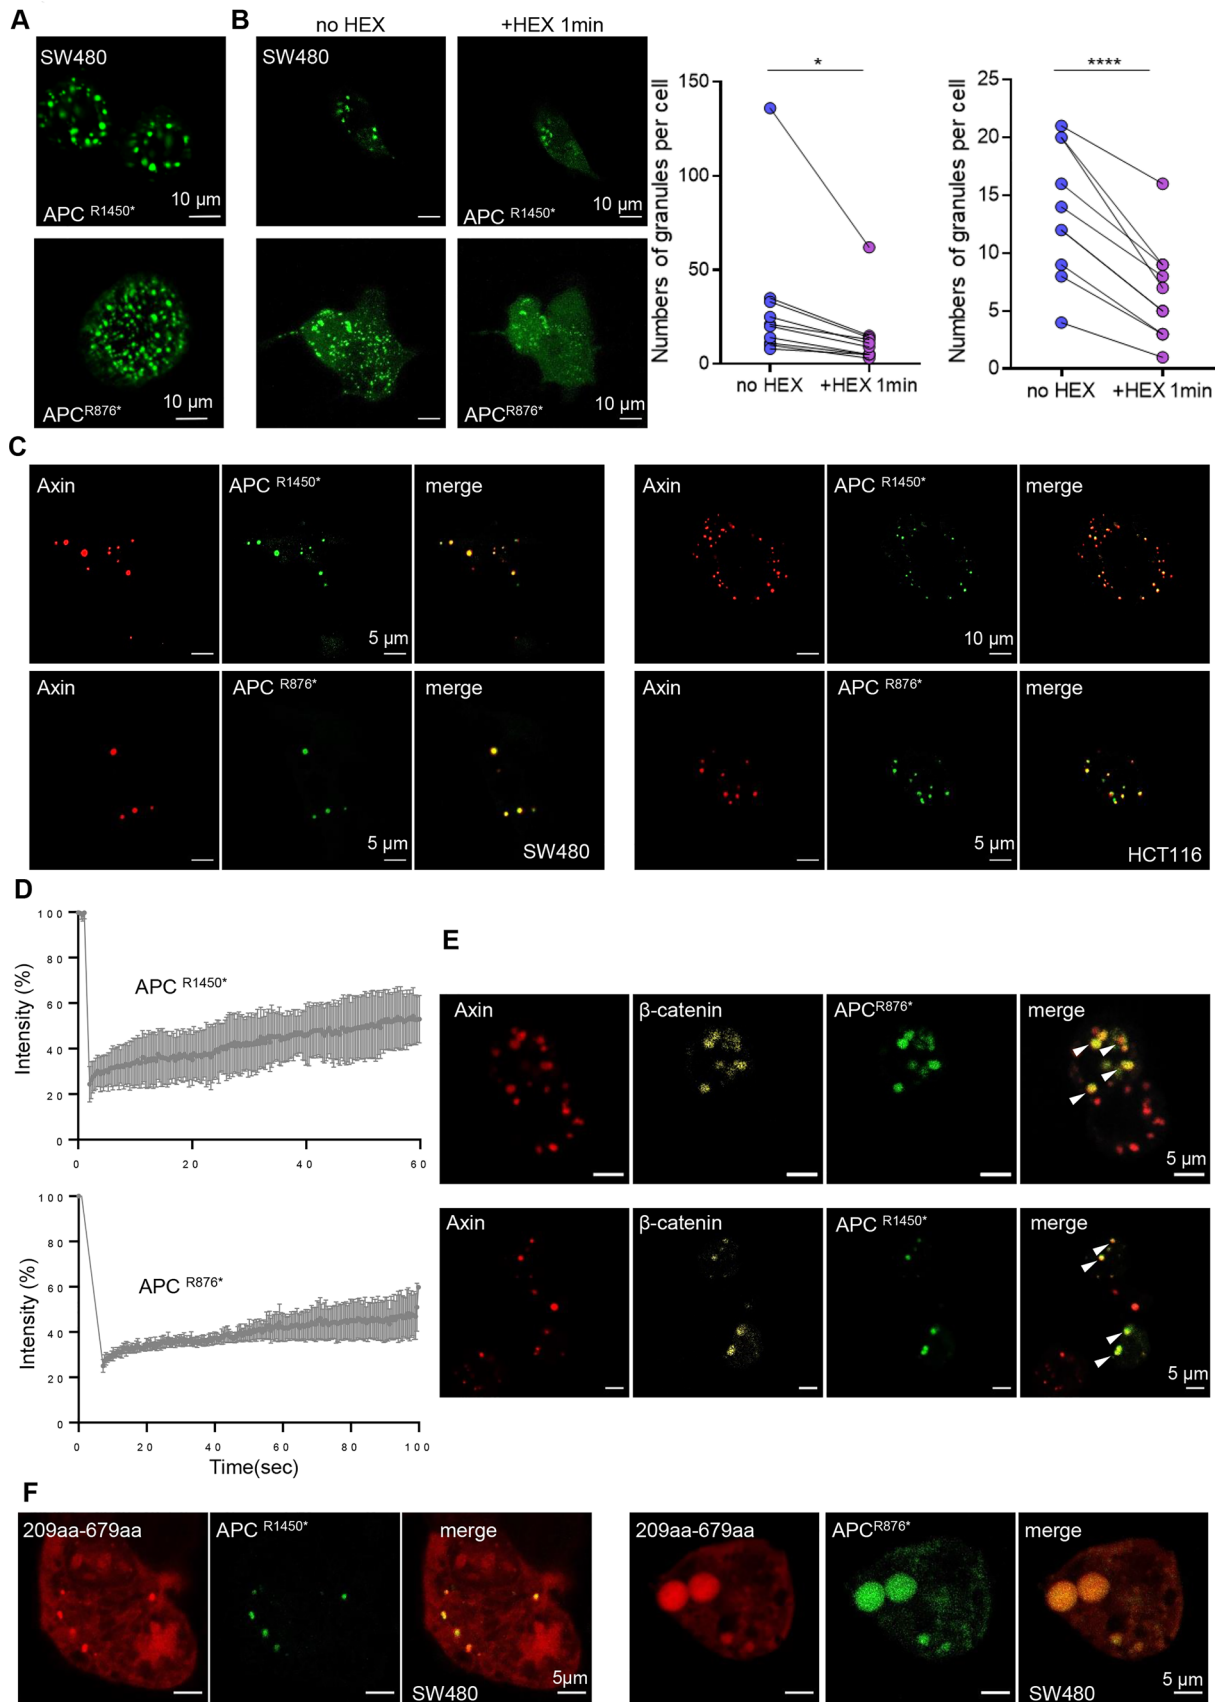 A
SW480
10 µm
APC R1450*
10 µm
APCR876*
B
no HEX
+HEX 1min
SW480
10 µm
APC R1450*
10 µm
APCR876*
Numbers of granules per cell
150
100
50
0
*
no HEX
+HEX 1min
Numbers of granules per cell
25
20
15
10
5
0
****
no HEX
+HEX 1min
C
Axin
APC R1450*
merge
5 µm
Axin
APC R1450*
merge
10 µm
Axin
APC R876*
merge
5 µm
SW480
Axin
APC R876*
merge
5 µm
HCT116
D
Intensity (%)
100
80
60
40
20
0
APC R1450*
0 20 40 60
Intensity (%)
100
80
60
40
20
0
APC R876*
0 20 40 60 80 100
Time(sec)
E
Axin
β-catenin
APCR876*
merge
5 µm
Axin
β-catenin
APC R1450*
merge
5 µm
F
209aa-679aa
APC R1450*
merge
5µm
SW480
209aa-679aa
APCR876*
merge
5 µm
SW480